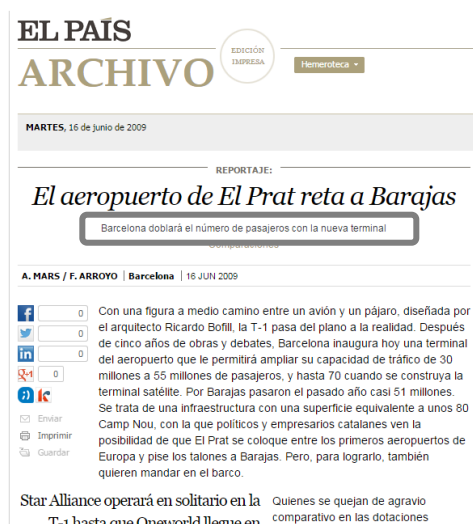 EL PAÍS
ARCHIVO
EDICIÓN
IMPRESA
Hemeroteca
MARTES, 16 de junio de 2009
REPORTAJE:
El aeropuerto de El Prat reta a Barajas
Barcelona doblará el número de pasajeros con la nueva terminal
Comparaciones
A. MARS / F. ARROYO | Barcelona | 16 JUN 2009
0
0
0
0
Enviar
Imprimir
Guardar
Con una figura a medio camino entre un avión y un pájaro, diseñada por
el arquitecto Ricardo Bofill, la T-1 pasa del plano a la realidad. Después
de cinco años de obras y debates, Barcelona inaugura hoy una terminal
del aeropuerto que le permitirá ampliar su capacidad de tráfico de 30
millones a 55 millones de pasajeros, y hasta 70 cuando se construya la
terminal satélite. Por Barajas pasaron el pasado año casi 51 millones.
Se trata de una infraestructura con una superficie equivalente a unos 80
Camp Nou, con la que políticos y empresarios catalanes ven la
posibilidad de que El Prat se coloque entre los primeros aeropuertos de
Europa y pise los talones a Barajas. Pero, para lograrlo, también
quieren mandar en el barco.
Star Alliance operará en solitario en la
T-1 hasta que Oneworld llegue en
Quienes se quejan de agravio
comparativo en las dotaciones